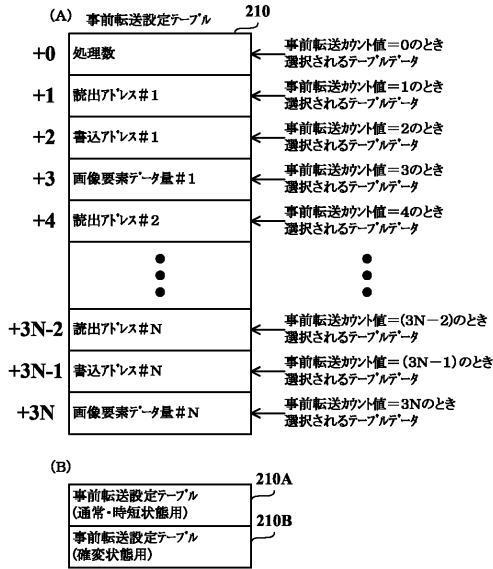 (A) 事前転送設定テーブル 210
+0 処理数 事前転送カウント値=0のとき
選択されるテーブルデータ
+1 読出アドレス#1 事前転送カウント値=1のとき
選択されるテーブルデータ
+2 書込アドレス#1 事前転送カウント値=2のとき
選択されるテーブルデータ
+3 画像要素データ量#1 事前転送カウント値=3のとき
選択されるテーブルデータ
+4 読出アドレス#2 事前転送カウント値=4のとき
選択されるテーブルデータ
+3N-2 読出アドレス#N 事前転送カウント値=(3N-2)のとき
選択されるテーブルデータ
+3N-1 書込アドレス#N 事前転送カウント値=(3N-1)のとき
選択されるテーブルデータ
+3N 画像要素データ量#N 事前転送カウント値=3Nのとき
選択されるテーブルデータ
(B)
210A
事前転送設定テーブル
(通常・時短状態用)
210B
事前転送設定テーブル
(確変状態用)